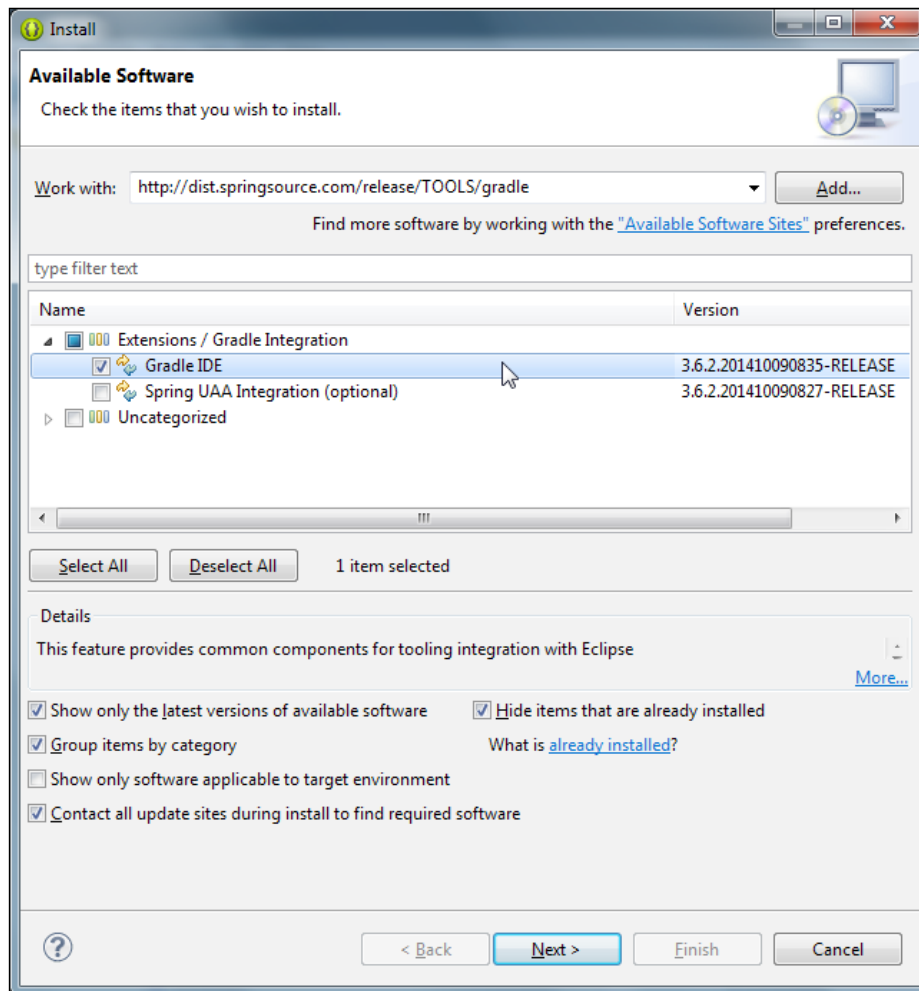 Install
Available Software
Check the items that you wish to install.
Work with: http://dist.springsource.com/release/TOOLS/gradle Add...
Find more software by working with the "Available Software Sites" preferences.
type filter text
Name Version
Extensions / Gradle Integration
Gradle IDE 3.6.2.201410090835-RELEASE
Spring UAA Integration (optional) 3.6.2.201410090827-RELEASE
Uncategorized
Select All Deselect All 1 item selected
Details
This feature provides common components for tooling integration with Eclipse
More...
Show only the latest versions of available software Hide items that are already installed
Group items by category What is already installed?
Show only software applicable to target environment
Contact all update sites during install to find required software
? < Back Next > Finish Cancel